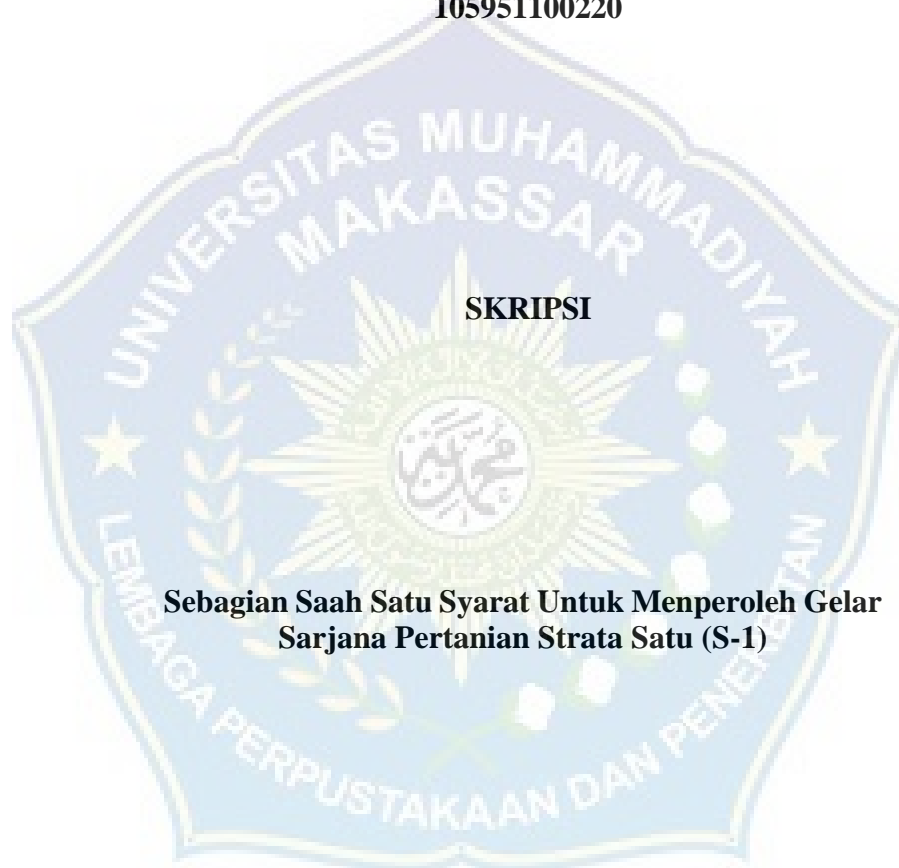 105951100220
UNIVERSITAS MUHAMMADIYAH
MAKASSAR
SKRIPSI
Sebagian Saah Satu Syarat Untuk Menperoleh Gelar
Sarjana Pertanian Strata Satu (S-1)
LEMBAGA PERPUSTAKAAN DAN PENERBITAN